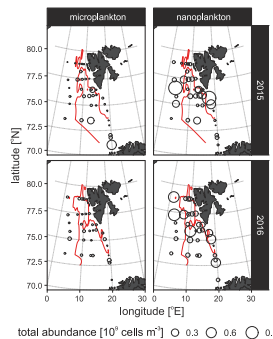 microplankton nanoplankton
80.0
77.5
75.0
72.5
70.0
2015
80.0
77.5
75.0
72.5
70.0
2016
latitude [°N]
0 10 20 30 0 10 20 30
longitude [°E]
total abundance [10⁹ cells m⁻³] 0.3 0.6 0.